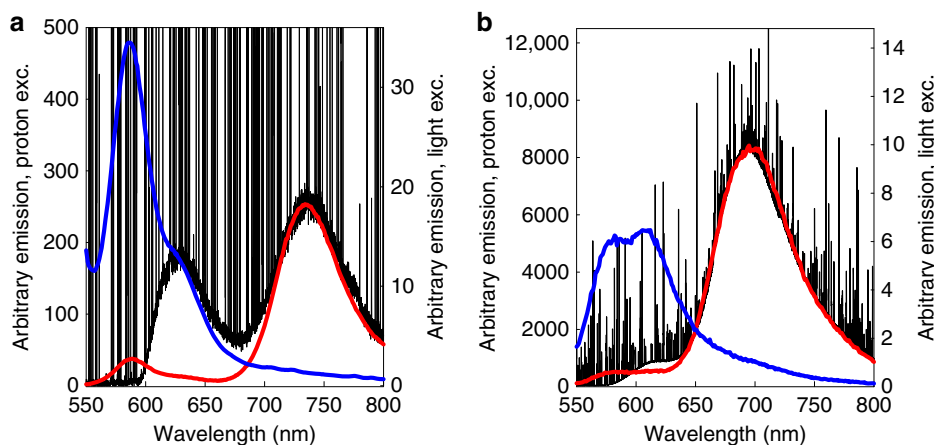 a
500
400
300
200
100
0
30
20
10
0
550 600 650 700 750 800
Wavelength (nm)
Arbitrary emission, proton exc.
Arbitrary emission, light exc.
b
12,000
10,000
8000
6000
4000
2000
0
14
12
10
8
6
4
2
0
550 600 650 700 750 800
Wavelength (nm)
Arbitrary emission, proton exc.
Arbitrary emission, light exc.